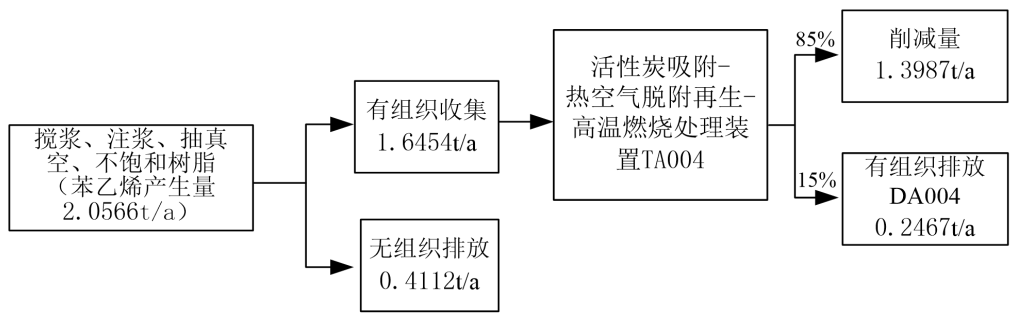 搅浆、注浆、抽真
空、不饱和树脂
（苯乙烯产生量
2.0566t/a）
有组织收集
1.6454t/a
无组织排放
0.4112t/a
活性炭吸附-
热空气脱附再生-
高温燃烧处理装
置TA004
85%
削减量
1.3987t/a
15%
有组织排放
DA004
0.2467t/a